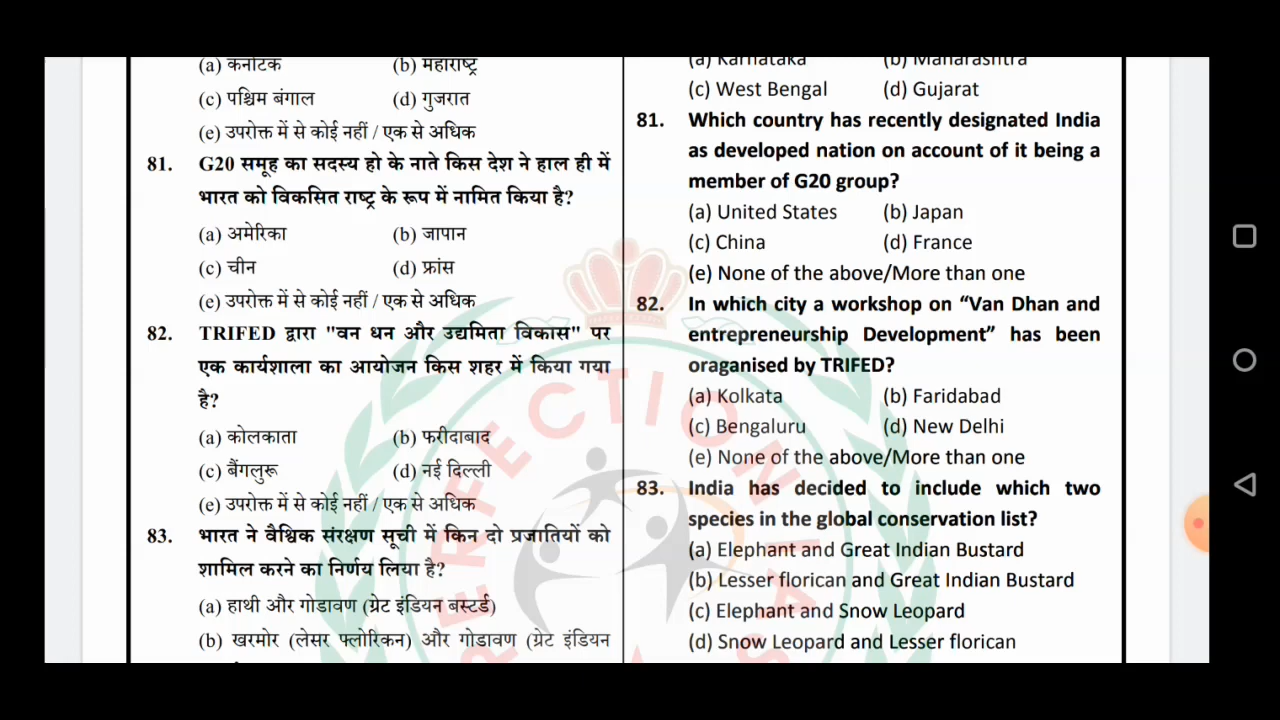 (a) कर्नाटक (b) महाराष्ट्र
(c) पश्चिम बंगाल (d) गुजरात
(e) उपरोक्त में से कोई नहीं / एक से अधिक
81. G20 समूह का सदस्य हो के नाते किस देश ने हाल ही में
भारत को विकसित राष्ट्र के रूप में नामित किया है?
(a) अमेरिका (b) जापान
(c) चीन (d) फ्रांस
(e) उपरोक्त में से कोई नहीं / एक से अधिक
82. TRIFED द्वारा "वन धन और उद्यमिता विकास" पर
एक कार्यशाला का आयोजन किस शहर में किया गया
है?
(a) कोलकाता (b) फरीदाबाद
(c) बैंगलुरू (d) नई दिल्ली
(e) उपरोक्त में से कोई नहीं / एक से अधिक
83. भारत ने वैश्विक संरक्षण सूची में किन दो प्रजातियों को
शामिल करने का निर्णय लिया है?
(a) हाथी और गोडावण (ग्रेट इंडियन बस्टर्ड)
(b) खरमोर (लेसर फ्लोरिकन) और गोडावण (ग्रेट इंडियन
(a) Karnataka (b) Maharashtra
(c) West Bengal (d) Gujarat
81. Which country has recently designated India
as developed nation on account of it being a
member of G20 group?
(a) United States (b) Japan
(c) China (d) France
(e) None of the above/More than one
82. In which city a workshop on “Van Dhan and
entrepreneurship Development” has been
oraganised by TRIFED?
(a) Kolkata (b) Faridabad
(c) Bengaluru (d) New Delhi
(e) None of the above/More than one
83. India has decided to include which two
species in the global conservation list?
(a) Elephant and Great Indian Bustard
(b) Lesser florican and Great Indian Bustard
(c) Elephant and Snow Leopard
(d) Snow Leopard and Lesser florican
PERFECTION IAS